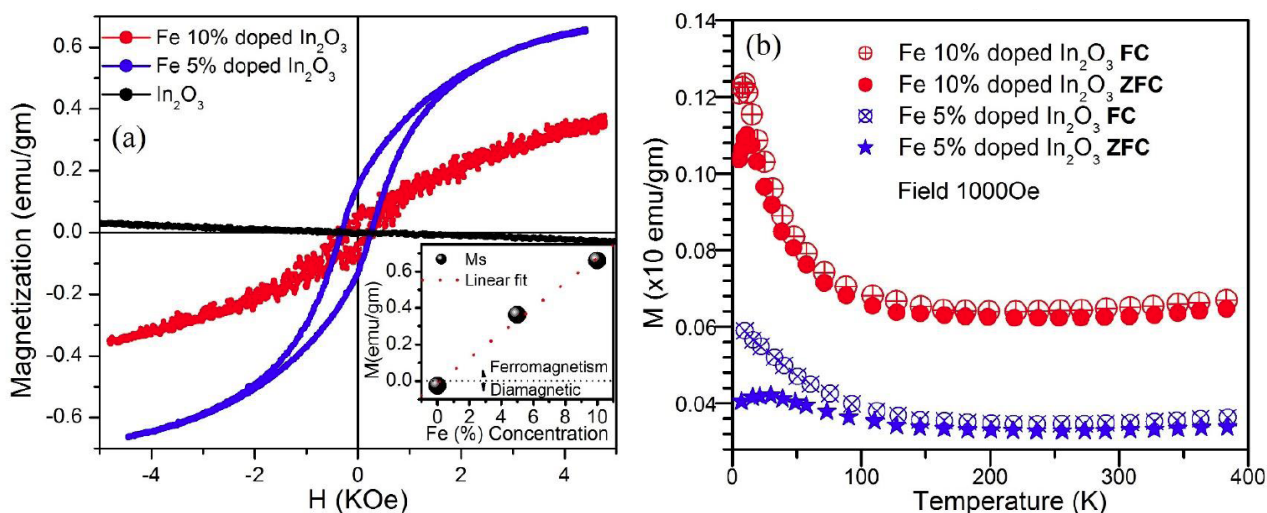 (a)
Fe 10% doped In₂O₃
Fe 5% doped In₂O₃
In₂O₃
Magnetization (emu/gm)
0.6
0.4
0.2
0.0
-0.2
-0.4
-0.6
-4
-2
0
2
4
H (KOe)
Ms
Linear fit
M(emu/gm)
0.6
0.4
0.2
0.0
Ferromagnetism
Diamagnetic
0 2 4 6 8 10
Fe (%) Concentration
(b)
Fe 10% doped In₂O₃ FC
Fe 10% doped In₂O₃ ZFC
Fe 5% doped In₂O₃ FC
Fe 5% doped In₂O₃ ZFC
Field 1000Oe
M (x10 emu/gm)
0.14
0.12
0.10
0.08
0.06
0.04
0
100
200
300
400
Temperature (K)